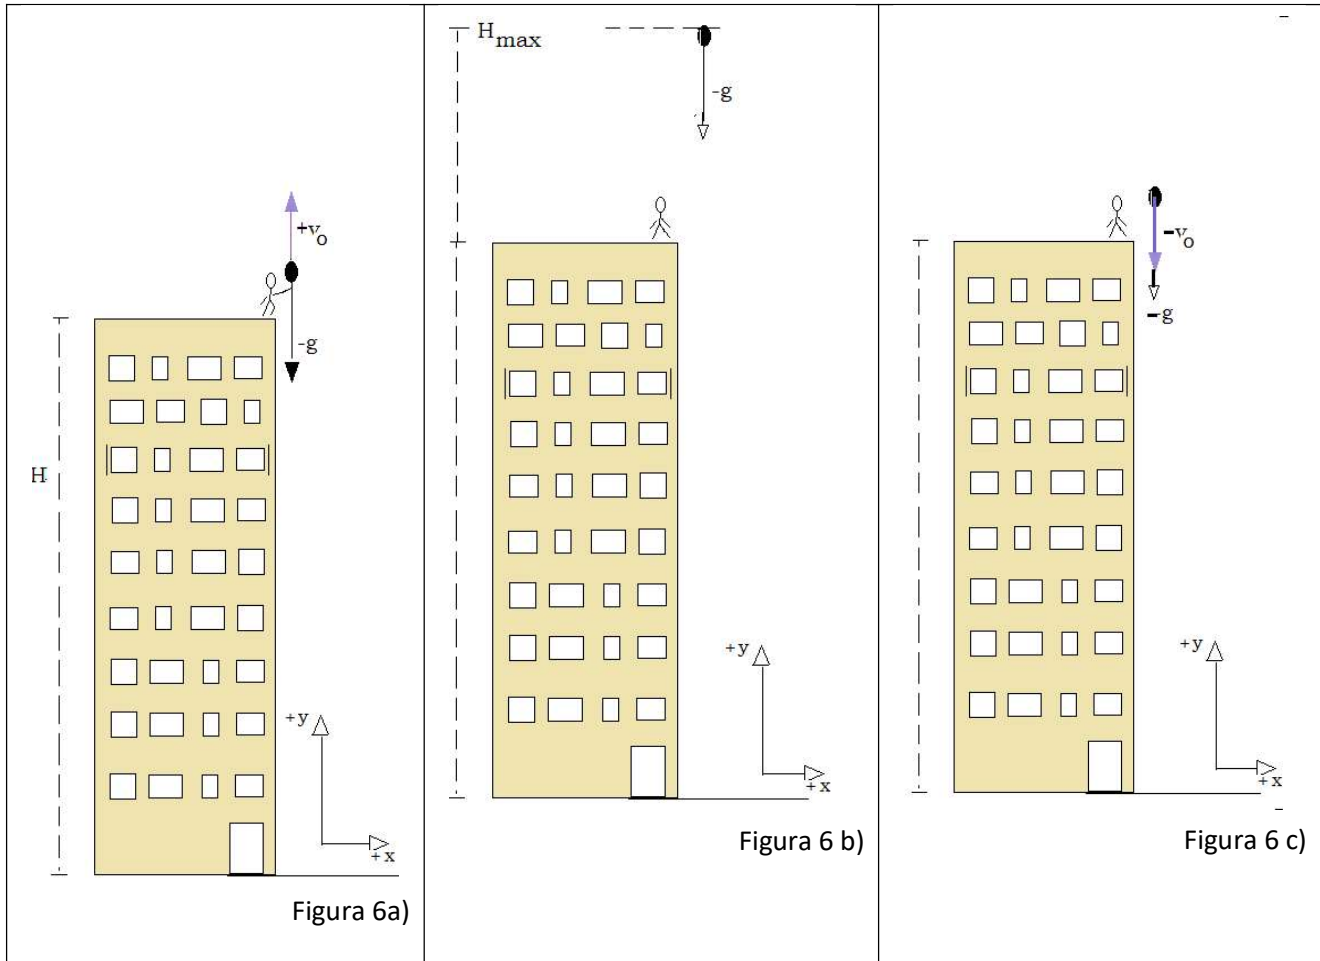 +v₀
-g
H
+y
+x
Figura 6a)
Hmax
-g
+y
+x
Figura 6 b)
-v₀
-g
+y
+x
Figura 6 c)